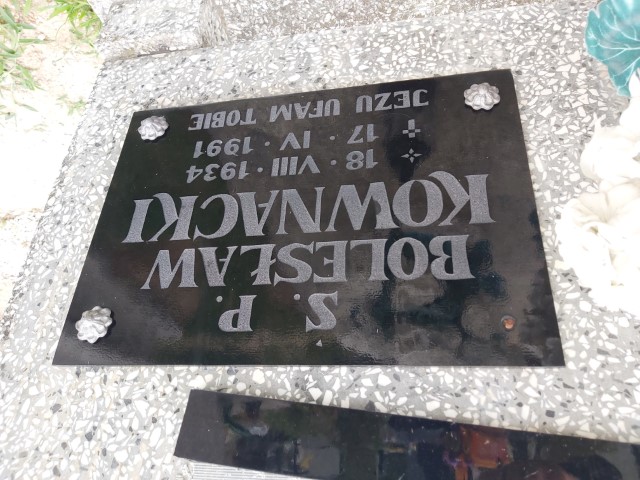 Ś. P.
BOLESŁAW
KOWNACKI
✧ 18 · VIII · 1934
✝ 17 · IV · 1991
JEZU UFAM TOBIE